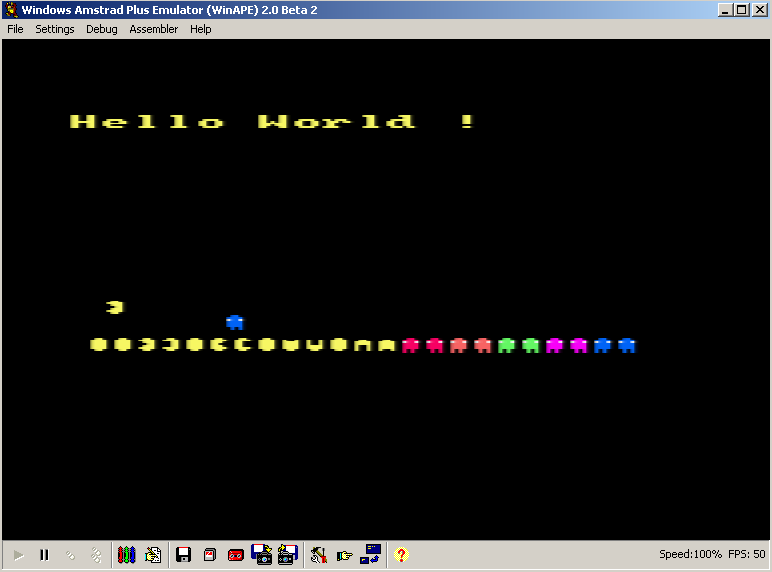 Windows Amstrad Plus Emulator (WinAPE) 2.0 Beta 2
File Settings Debug Assembler Help
Hello World !
Speed:100% FPS: 50